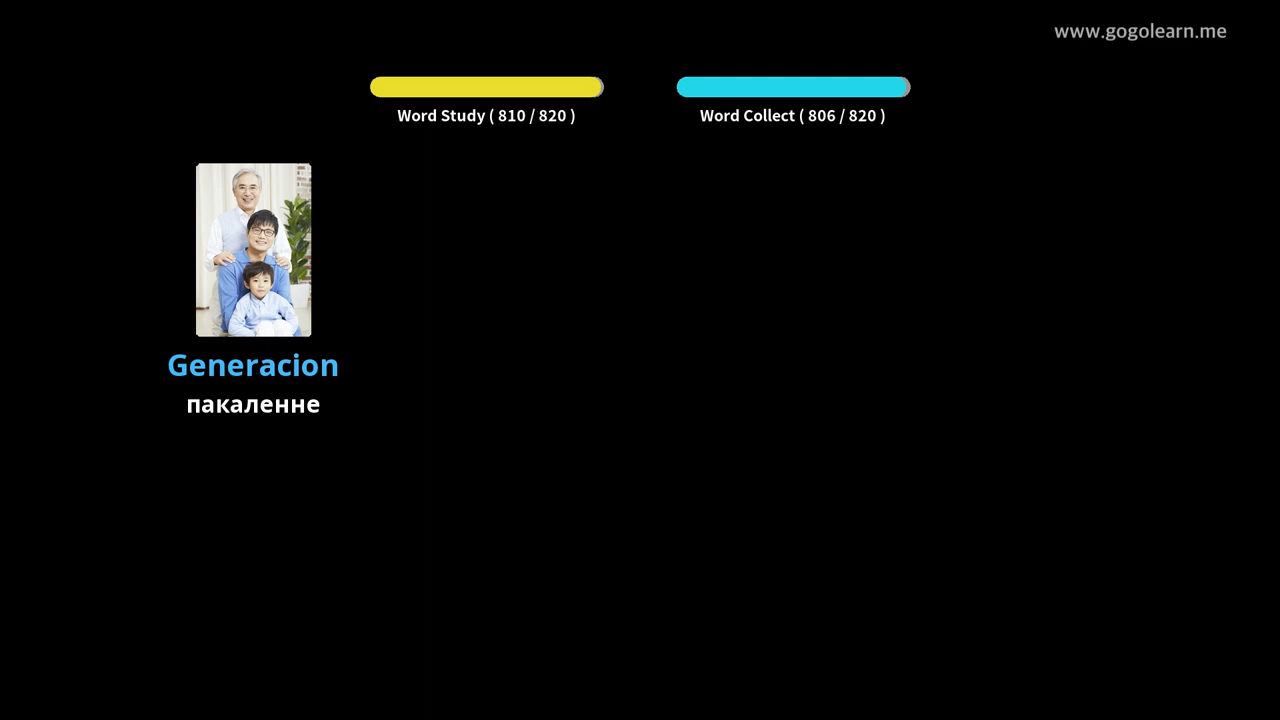 www.gogolearn.me
Word Study ( 810 / 820 )
Word Collect ( 806 / 820 )
Generacion
пакаленне